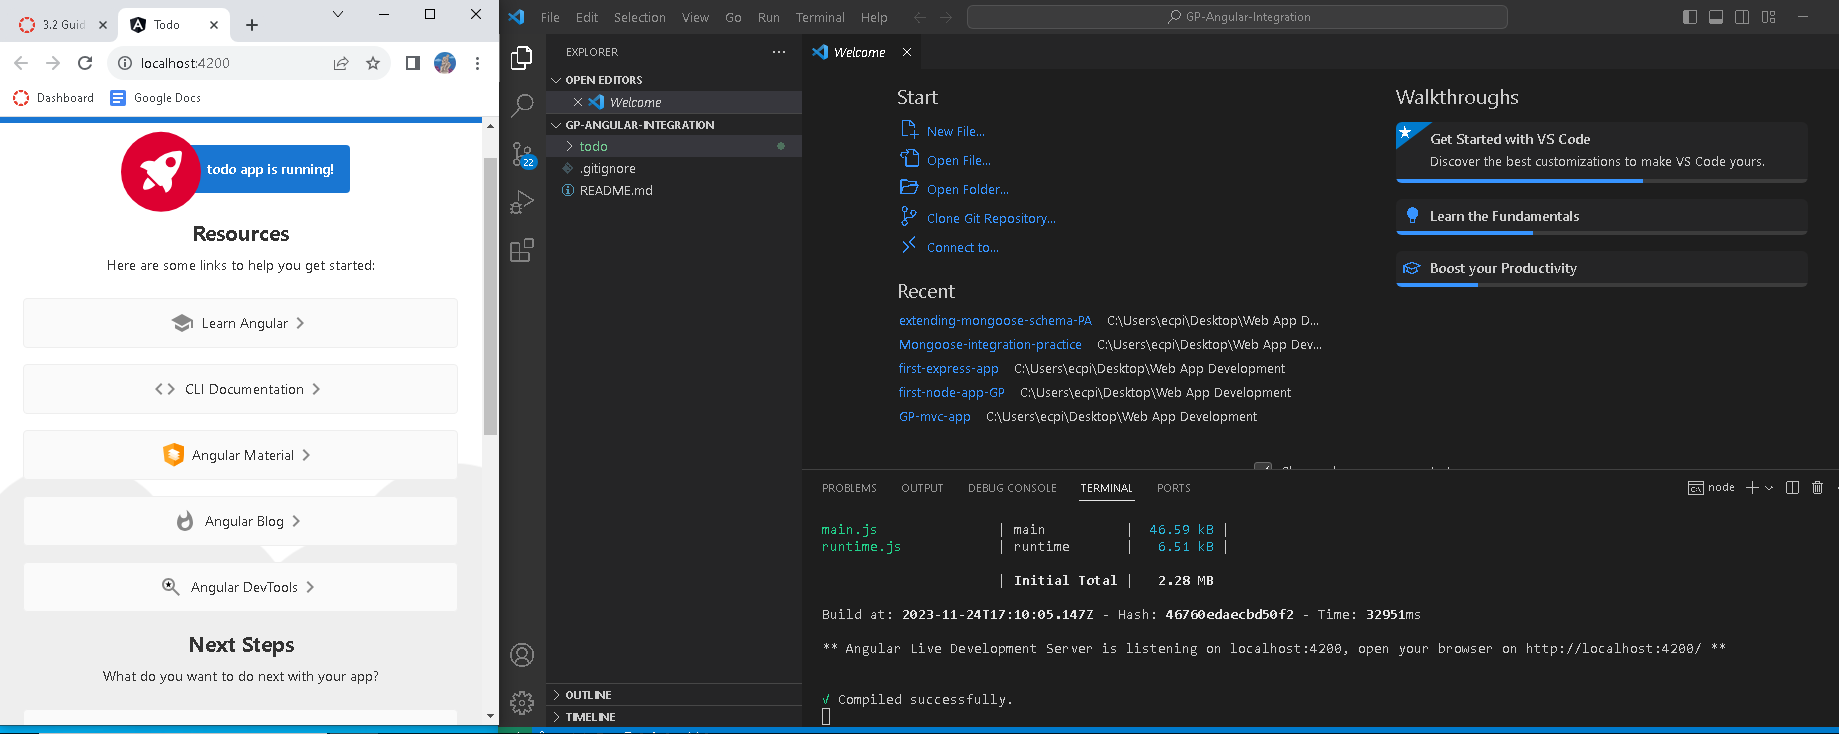 3.2 Guid
Todo
localhost:4200
Dashboard
Google Docs
todo app is running!
Resources
Here are some links to help you get started:
Learn Angular
CLI Documentation
Angular Material
Angular Blog
Angular DevTools
Next Steps
What do you want to do next with your app?
File Edit Selection View Go Run Terminal Help
GP-Angular-Integration
EXPLORER
OPEN EDITORS
Welcome
GP-ANGULAR-INTEGRATION
todo
.gitignore
README.md
22
OUTLINE
TIMELINE
Welcome
Start
New File...
Open File...
Open Folder...
Clone Git Repository...
Connect to...
Recent
extending-mongoose-schema-PA C:\Users\ecpi\Desktop\Web App D...
Mongoose-integration-practice C:\Users\ecpi\Desktop\Web App Dev...
first-express-app C:\Users\ecpi\Desktop\Web App Development
first-node-app-GP C:\Users\ecpi\Desktop\Web App Development
GP-mvc-app C:\Users\ecpi\Desktop\Web App Development
Walkthroughs
Get Started with VS Code
Discover the best customizations to make VS Code yours.
Learn the Fundamentals
Boost your Productivity
PROBLEMS OUTPUT DEBUG CONSOLE TERMINAL PORTS
node
main.js | main | 46.59 kB |
runtime.js | runtime | 6.51 kB |
| Initial Total | 2.28 MB
Build at: 2023-11-24T17:10:05.147Z - Hash: 46760edaecbd50f2 - Time: 32951ms
** Angular Live Development Server is listening on localhost:4200, open your browser on http://localhost:4200/ **
√ Compiled successfully.